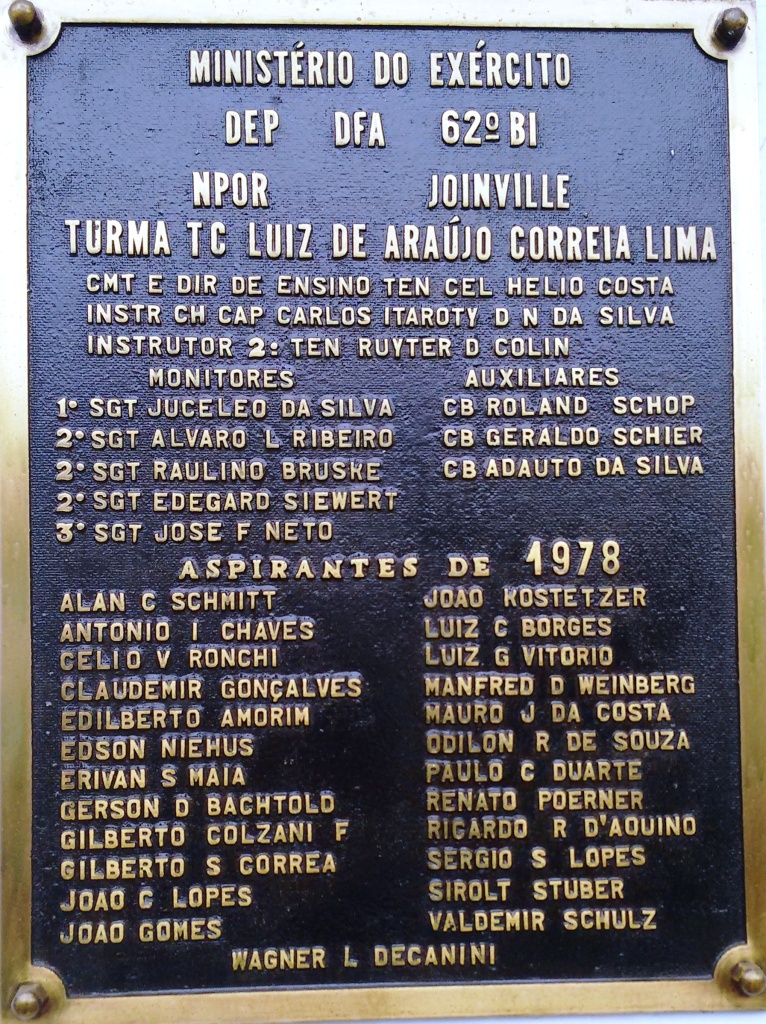 MINISTÉRIO DO EXÉRCITO
DEP DFA 62º BI
NPOR JOINVILLE
TURMA TC LUIZ DE ARAÚJO CORREIA LIMA
CMT E DIR DE ENSINO TEN CEL HELIO COSTA
INSTR CH CAP CARLOS ITAROTY D N DA SILVA
INSTRUTOR 2: TEN RUYTER D COLIN
MONITORES
1º SGT JUCELEO DA SILVA
2º SGT ALVARO L RIBEIRO
2º SGT RAULINO BRUSKE
2º SGT EDEGARD SIEWERT
3º SGT JOSE F NETO
AUXILIARES
CB ROLAND SCHOP
CB GERALDO SCHIER
CB ADAUTO DA SILVA
ASPIRANTES DE 1978
ALAN C SCHMITT
ANTONIO I CHAVES
CELIO V RONCHI
CLAUDEMIR GONÇALVES
EDILBERTO AMORIM
EDSON NIEHUS
ERIVAN S MAIA
GERSON D BACHTOLD
GILBERTO COLZANI F
GILBERTO S CORREA
JOAO C LOPES
JOAO GOMES
JOAO KOSTETZER
LUIZ C BORGES
LUIZ G VITORIO
MANFRED D WEINBERG
MAURO J DA COSTA
ODILON R DE SOUZA
PAULO C DUARTE
RENATO POERNER
RICARDO R D'AQUINO
SERGIO S LOPES
SIROLT STUBER
VALDEMIR SCHULZ
WAGNER L DECANINI